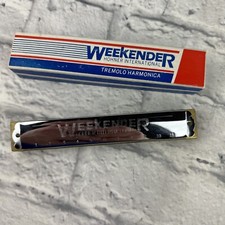 WEEKENDER
HOHNER INTERNATIONAL
TREMOLO HARMONICA
WEEKENDER